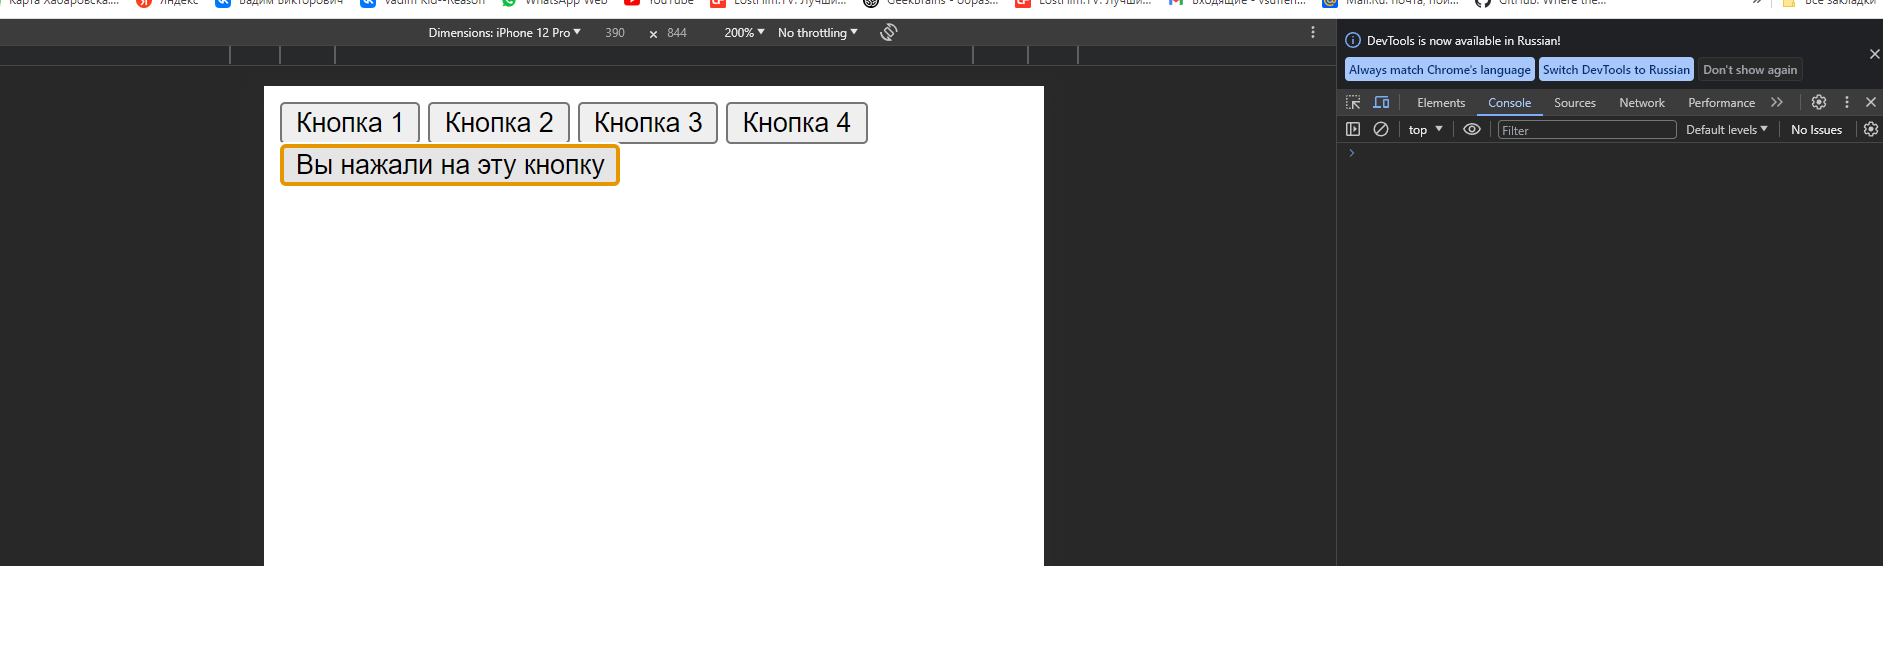 Карта Хабаровска.... Яндекс Вадим Викторович Vadim Kid--Reason WhatsApp Web YouTube LostFilm.TV. Лучши... GeekBrains - образ... LostFilm.TV. Лучши... Входящие - Mail.Ru: почта, пои... GitHub: Where the... » Все закладки
Dimensions: iPhone 12 Pro 390 × 844 200% No throttling
DevTools is now available in Russian!
Always match Chrome's language Switch DevTools to Russian Don't show again
Elements Console Sources Network Performance
top Filter Default levels No Issues
Кнопка 1 Кнопка 2 Кнопка 3 Кнопка 4
Вы нажали на эту кнопку